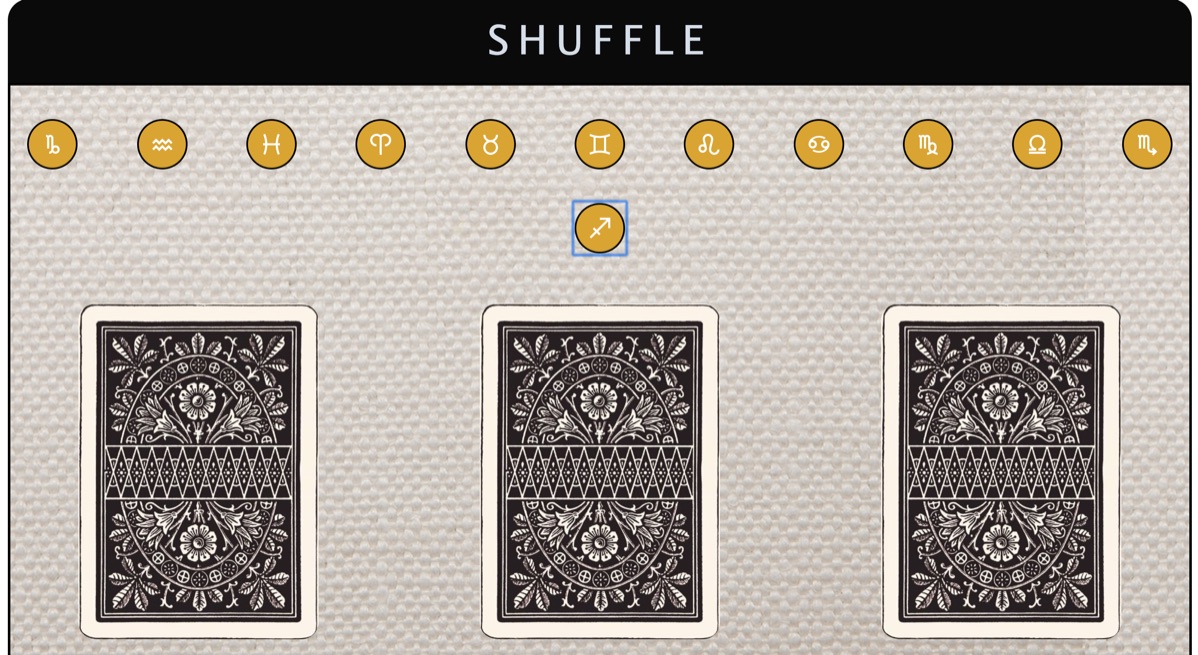 SHUFFLE
♑ ♒ ♓ ♈ ♉ ♊ ♌ ♋ ♍ ♎ ♏
♐